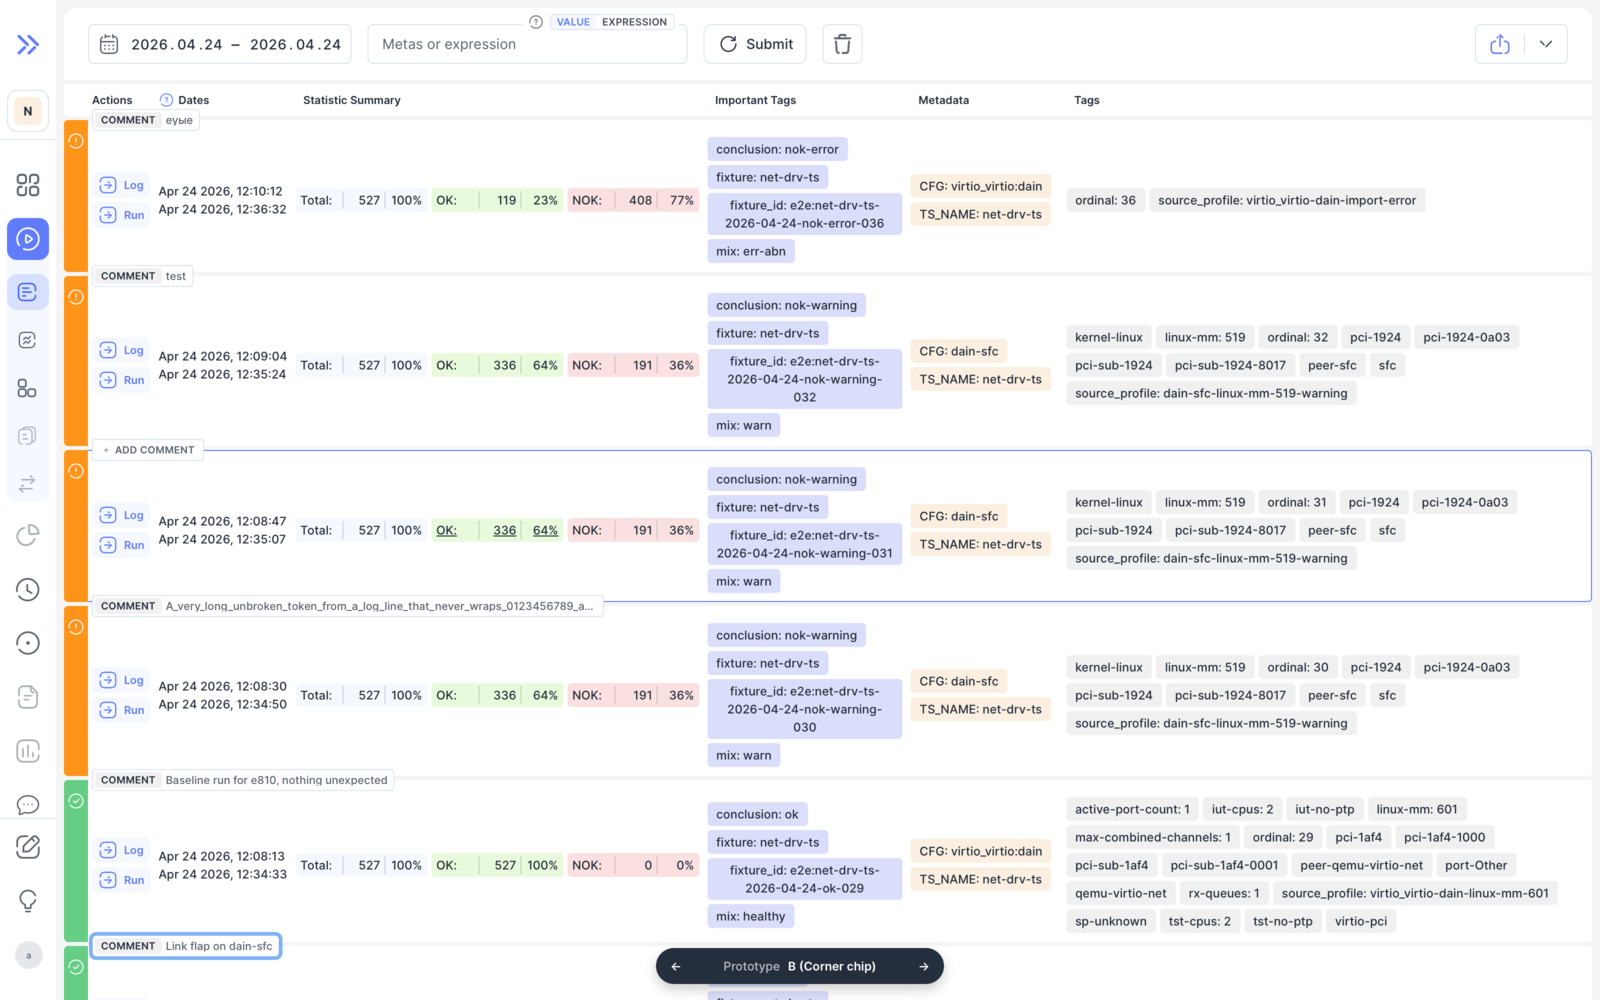 VALUE EXPRESSION
2026.04.24 – 2026.04.24
Metas or expression
Submit
N
Actions Dates Statistic Summary Important Tags Metadata Tags
COMMENT еуые
Log
Run
Apr 24 2026, 12:10:12
Apr 24 2026, 12:36:32
Total: 527 100% OK: 119 23% NOK: 408 77%
conclusion: nok-error
fixture: net-drv-ts
fixture_id: e2e:net-drv-ts-
2026-04-24-nok-error-036
mix: err-abn
CFG: virtio_virtio:dain
TS_NAME: net-drv-ts
ordinal: 36 source_profile: virtio_virtio-dain-import-error
COMMENT test
Log
Run
Apr 24 2026, 12:09:04
Apr 24 2026, 12:35:24
Total: 527 100% OK: 336 64% NOK: 191 36%
conclusion: nok-warning
fixture: net-drv-ts
fixture_id: e2e:net-drv-ts-
2026-04-24-nok-warning-
032
mix: warn
CFG: dain-sfc
TS_NAME: net-drv-ts
kernel-linux linux-mm: 519 ordinal: 32 pci-1924 pci-1924-0a03
pci-sub-1924 pci-sub-1924-8017 peer-sfc sfc
source_profile: dain-sfc-linux-mm-519-warning
+ ADD COMMENT
Log
Run
Apr 24 2026, 12:08:47
Apr 24 2026, 12:35:07
Total: 527 100% OK: 336 64% NOK: 191 36%
conclusion: nok-warning
fixture: net-drv-ts
fixture_id: e2e:net-drv-ts-
2026-04-24-nok-warning-031
mix: warn
CFG: dain-sfc
TS_NAME: net-drv-ts
kernel-linux linux-mm: 519 ordinal: 31 pci-1924 pci-1924-0a03
pci-sub-1924 pci-sub-1924-8017 peer-sfc sfc
source_profile: dain-sfc-linux-mm-519-warning
COMMENT A_very_long_unbroken_token_from_a_log_line_that_never_wraps_0123456789_a...
Log
Run
Apr 24 2026, 12:08:30
Apr 24 2026, 12:34:50
Total: 527 100% OK: 336 64% NOK: 191 36%
conclusion: nok-warning
fixture: net-drv-ts
fixture_id: e2e:net-drv-ts-
2026-04-24-nok-warning-
030
mix: warn
CFG: dain-sfc
TS_NAME: net-drv-ts
kernel-linux linux-mm: 519 ordinal: 30 pci-1924 pci-1924-0a03
pci-sub-1924 pci-sub-1924-8017 peer-sfc sfc
source_profile: dain-sfc-linux-mm-519-warning
COMMENT Baseline run for e810, nothing unexpected
Log
Run
Apr 24 2026, 12:08:13
Apr 24 2026, 12:34:33
Total: 527 100% OK: 527 100% NOK: 0 0%
conclusion: ok
fixture: net-drv-ts
fixture_id: e2e:net-drv-ts-
2026-04-24-ok-029
mix: healthy
CFG: virtio_virtio:dain
TS_NAME: net-drv-ts
active-port-count: 1 iut-cpus: 2 iut-no-ptp linux-mm: 601
max-combined-channels: 1 ordinal: 29 pci-1af4 pci-1af4-1000
pci-sub-1af4 pci-sub-1af4-0001 peer-qemu-virtio-net port-Other
qemu-virtio-net rx-queues: 1 source_profile: virtio_virtio-dain-linux-mm-601
sp-unknown tst-cpus: 2 tst-no-ptp virtio-pci
COMMENT Link flap on dain-sfc
a
← Prototype B (Corner chip) →